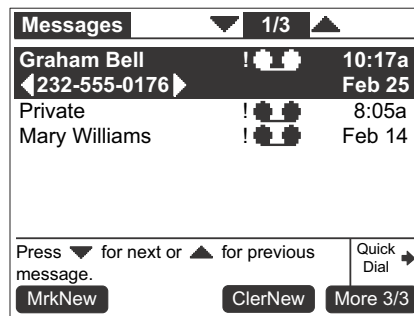 Messages 1/3
Graham Bell ! 10:17a
232-555-0176 Feb 25
Private ! 8:05a
Mary Williams ! Feb 14
Press for next or for previous
message.
Quick
Dial
MrkNew ClerNew More 3/3